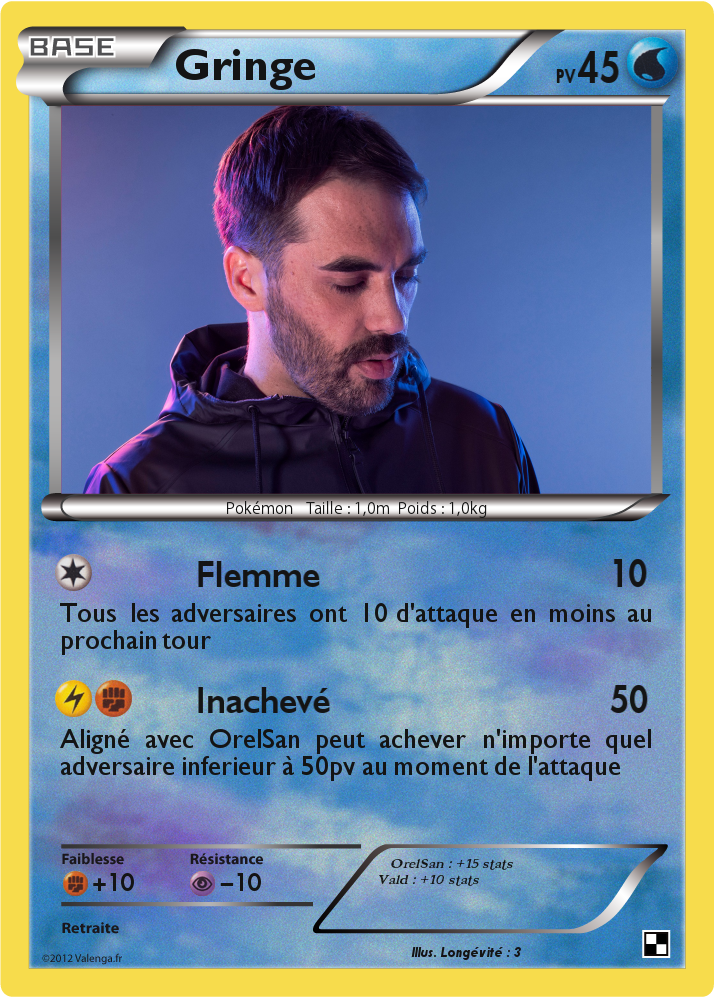 BASE
Gringe
PV45
Pokémon Taille : 1,0m Poids : 1,0kg
Flemme 10
Tous les adversaires ont 10 d'attaque en moins au
prochain tour
Inachevé 50
Aligné avec OrelSan peut achever n'importe quel
adversaire inferieur à 50pv au moment de l'attaque
Faiblesse Résistance
+10 −10
OrelSan : +15 stats
Vald : +10 stats
Retraite
Illus. Longévité : 3
©2012 Valenga.fr